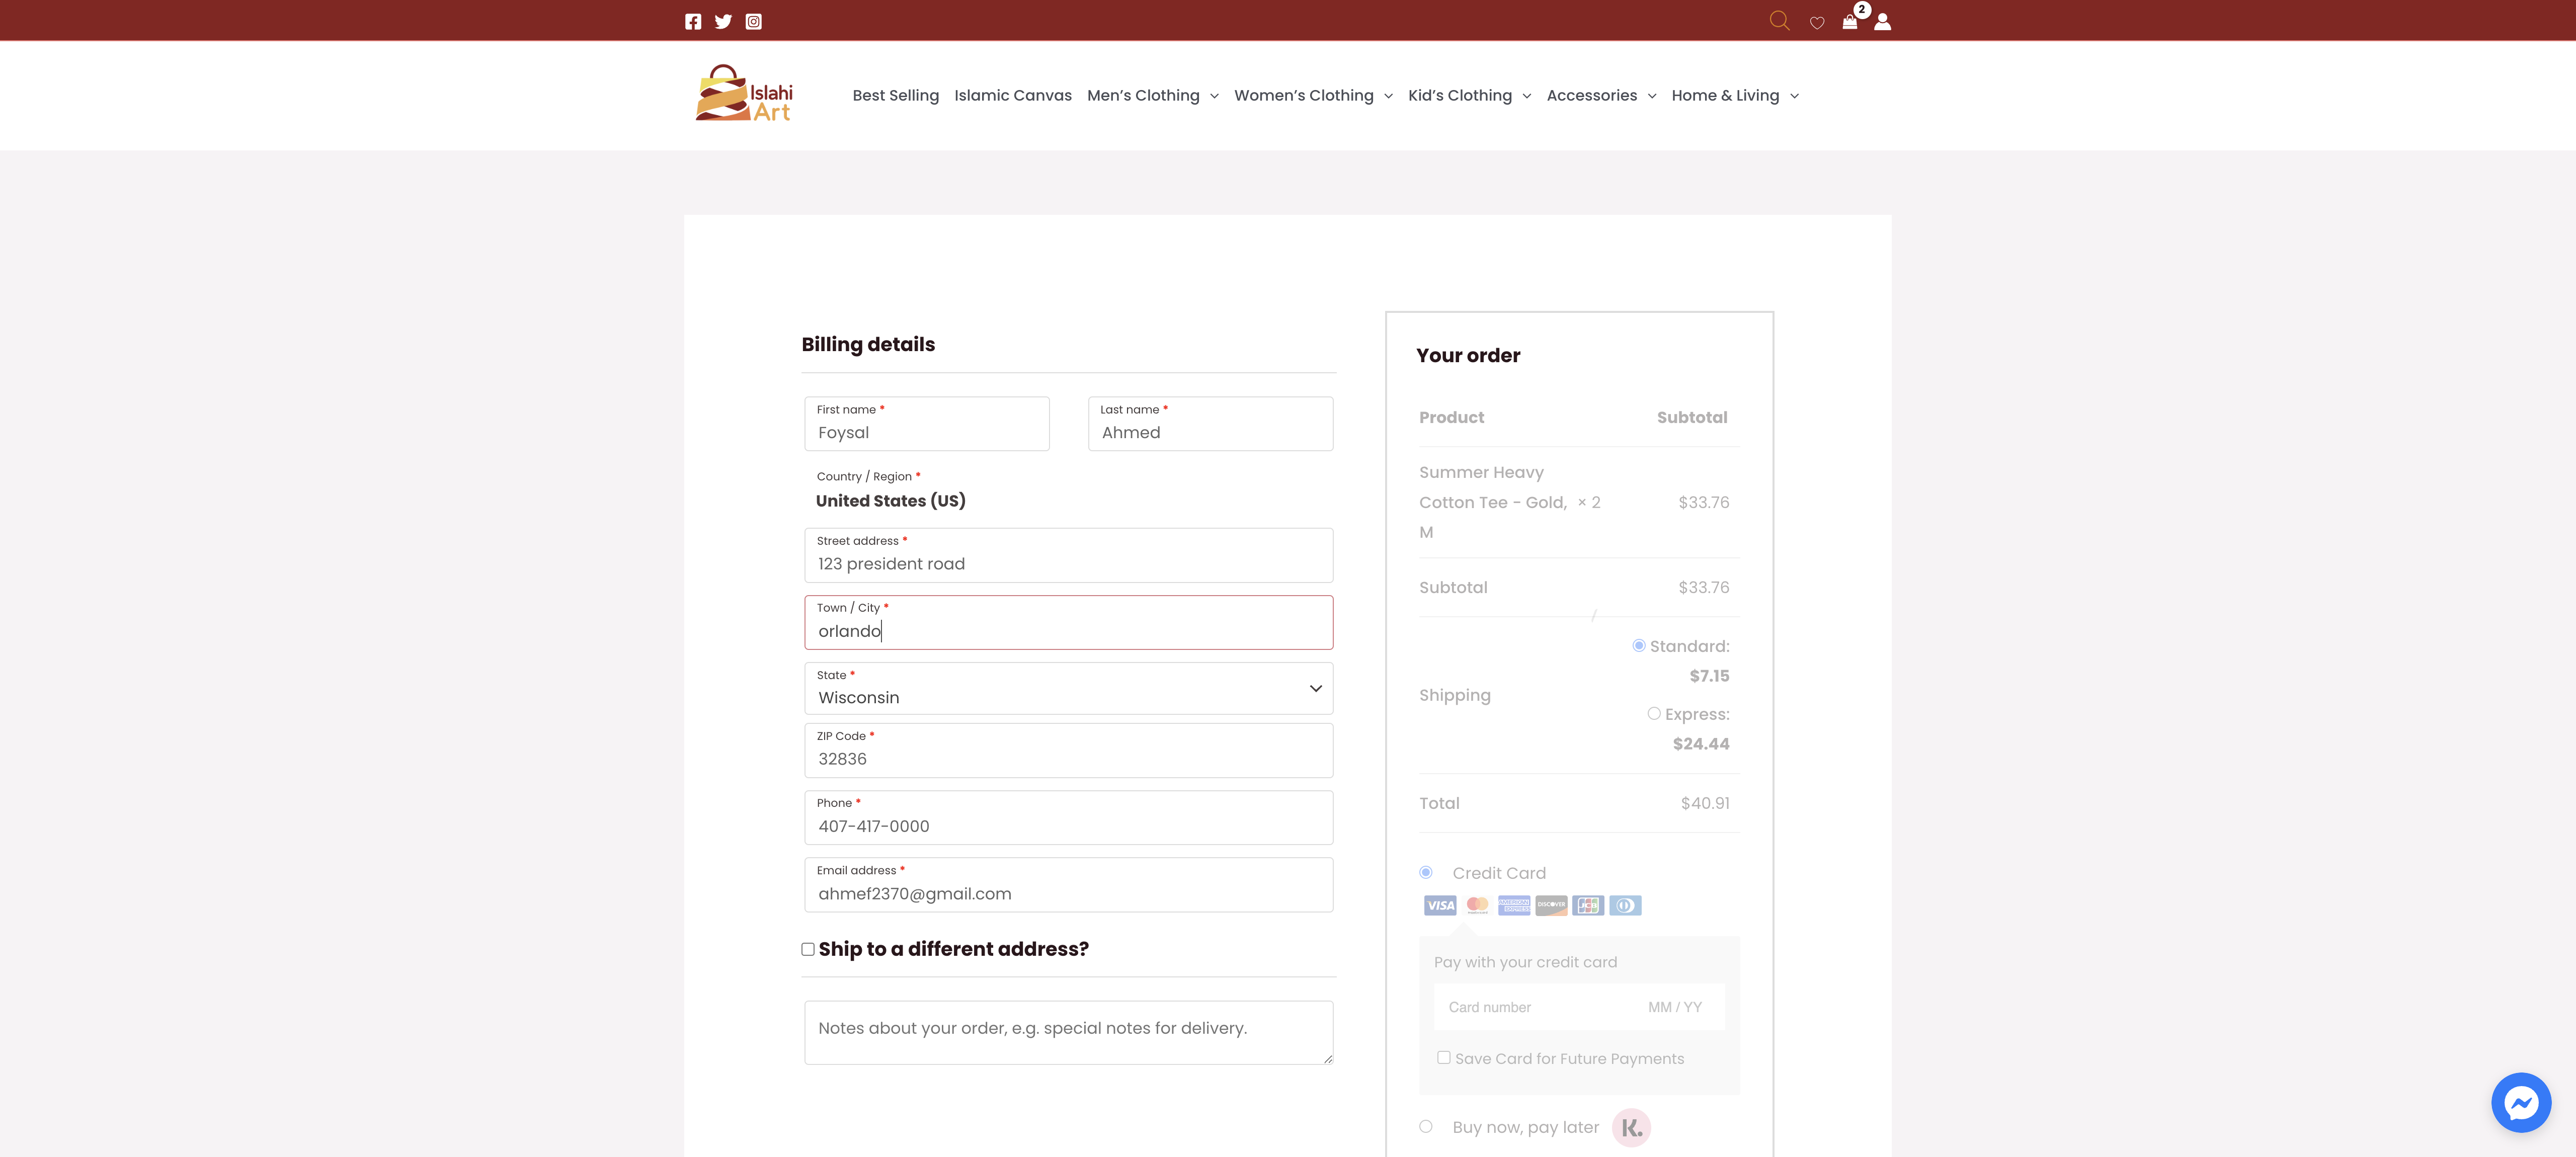 2
Islahi
Art
Best Selling Islamic Canvas Men's Clothing Women's Clothing Kid's Clothing Accessories Home & Living
Billing details
First name *
Foysal
Last name *
Ahmed
Country / Region *
United States (US)
Street address *
123 president road
Town / City *
orlando
State *
Wisconsin
ZIP Code *
32836
Phone *
407-417-0000
Email address *
ahmef2370@gmail.com
Ship to a different address?
Notes about your order, e.g. special notes for delivery.
Your order
Product Subtotal
Summer Heavy
Cotton Tee - Gold, × 2 $33.76
M
Subtotal $33.76
Shipping
Standard:
$7.15
Express:
$24.44
Total $40.91
Credit Card
VISA mastercard AMERICAN EXPRESS DISCOVER JCB
Pay with your credit card
Card number MM / YY
Save Card for Future Payments
Buy now, pay later K.